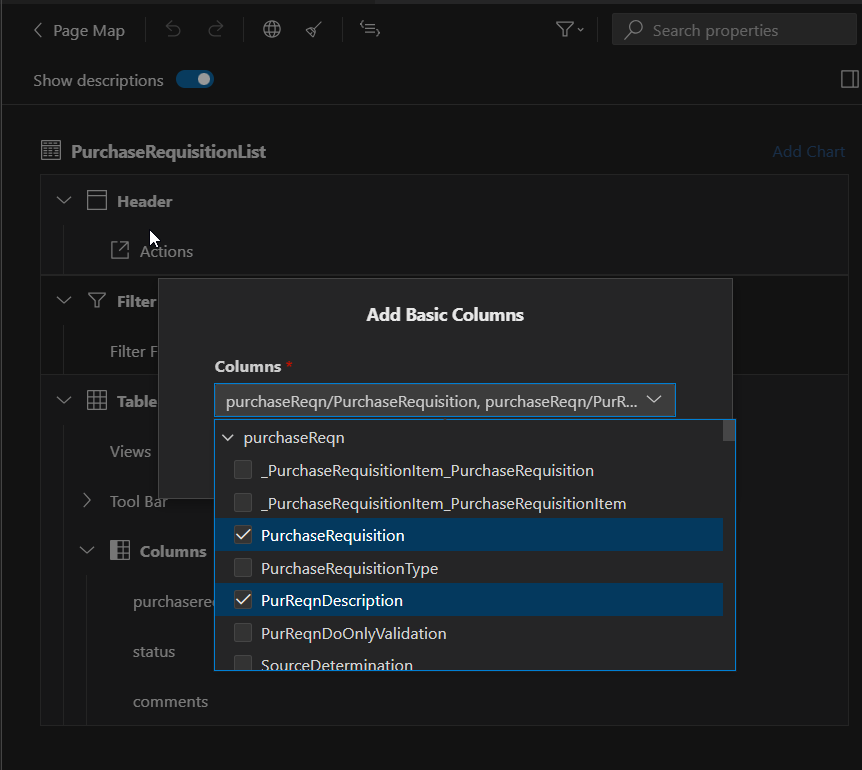 Page Map
Search properties
Show descriptions
PurchaseRequisitionList
Add Chart
Header
Actions
Filter
Filter F
Add Basic Columns
Columns *
purchaseReqn/PurchaseRequisition, purchaseReqn/PurR...
Table
purchaseReqn
Views
_PurchaseRequisitionItem_PurchaseRequisition
Tool Bar
_PurchaseRequisitionItem_PurchaseRequisitionItem
PurchaseRequisition
Columns
PurchaseRequisitionType
purchasere
PurReqnDescription
PurReqnDoOnlyValidation
status
SourceDetermination
comments